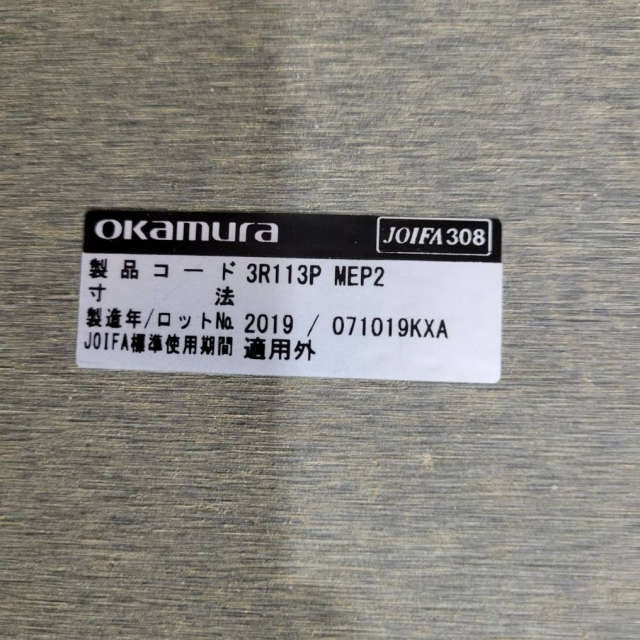 okamura JOIFA308
製品コード 3R113P MEP2
寸法
製造年/ロットNo. 2019 / 071019KXA
JOIFA標準使用期間 適用外